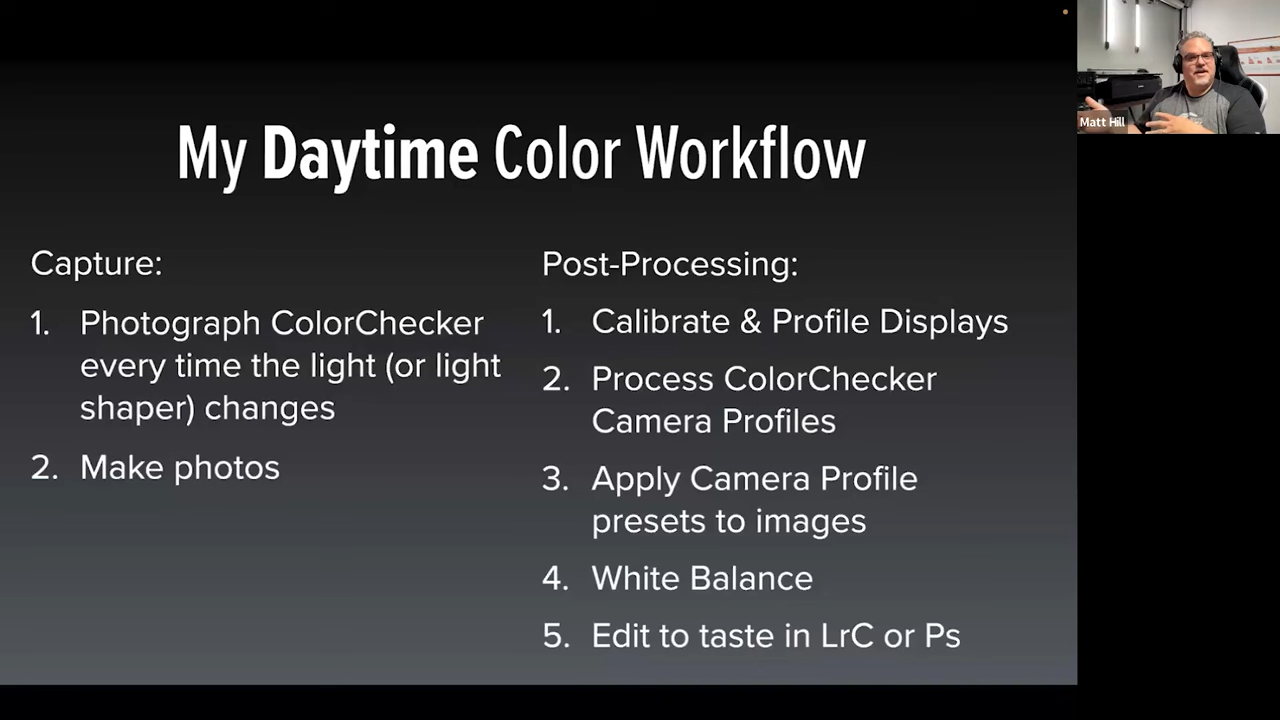 My Daytime Color Workflow
Capture:
1. Photograph ColorChecker
every time the light (or light
shaper) changes
2. Make photos
Post-Processing:
1. Calibrate & Profile Displays
2. Process ColorChecker
Camera Profiles
3. Apply Camera Profile
presets to images
4. White Balance
5. Edit to taste in LrC or Ps
Matt Hill